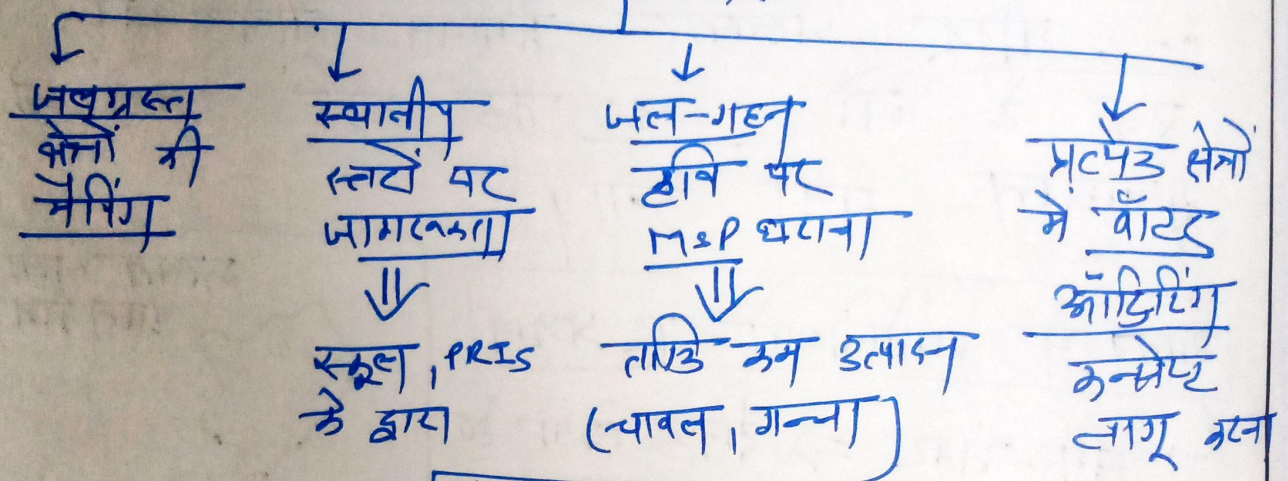 जलग्रस्त
क्षेत्रों की
मैपिंग
स्थानीय
स्तरों पर
जागरूकता
स्कूल, PRIs
के द्वारा
जल-गहन
कृषि पर
MSP घटाना
ताकि कम उत्पादन
(चावल, गन्ना)
प्रत्येक क्षेत्रों
में वॉटर
ऑडिटिंग
कन्सेप्ट
लागू करना